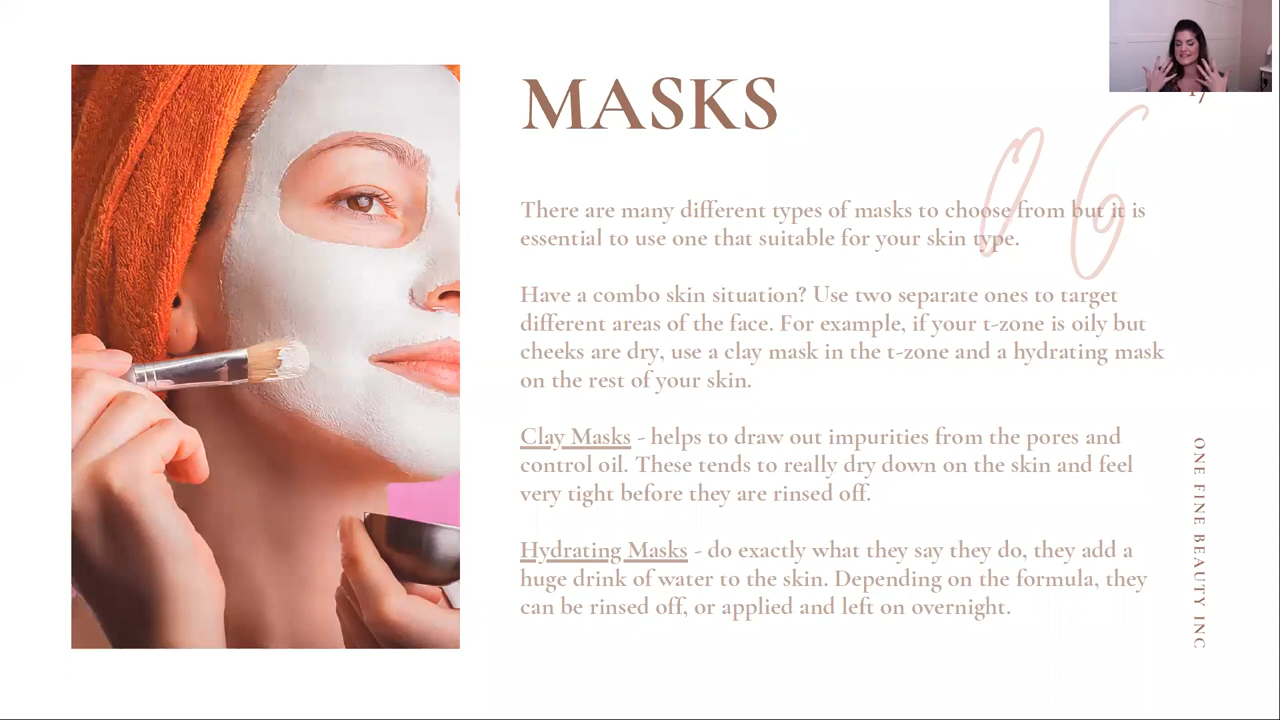 MASKS
17
06
There are many different types of masks to choose from but it is
essential to use one that suitable for your skin type.
Have a combo skin situation? Use two separate ones to target
different areas of the face. For example, if your t-zone is oily but
cheeks are dry, use a clay mask in the t-zone and a hydrating mask
on the rest of your skin.
Clay Masks - helps to draw out impurities from the pores and
control oil. These tends to really dry down on the skin and feel
very tight before they are rinsed off.
Hydrating Masks - do exactly what they say they do, they add a
huge drink of water to the skin. Depending on the formula, they
can be rinsed off, or applied and left on overnight.
ONE FINE BEAUTY INC